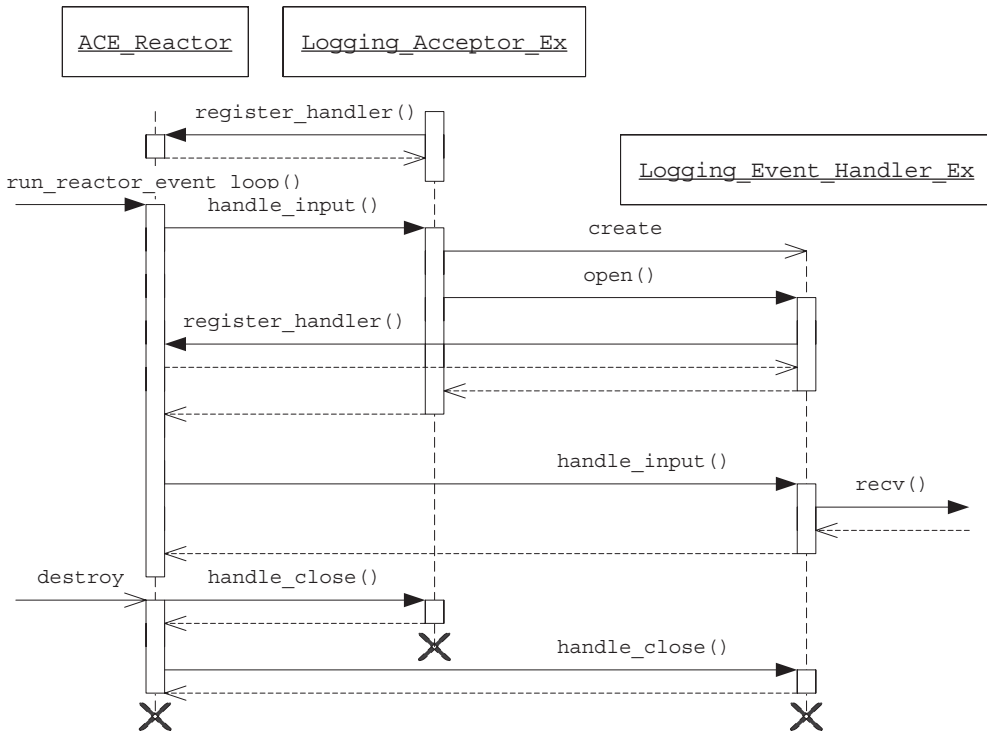 ACE_Reactor
Logging_Acceptor_Ex
register_handler()
Logging_Event_Handler_Ex
run_reactor_event_loop()
handle_input()
create
open()
register_handler()
handle_input()
recv()
destroy
handle_close()
handle_close()